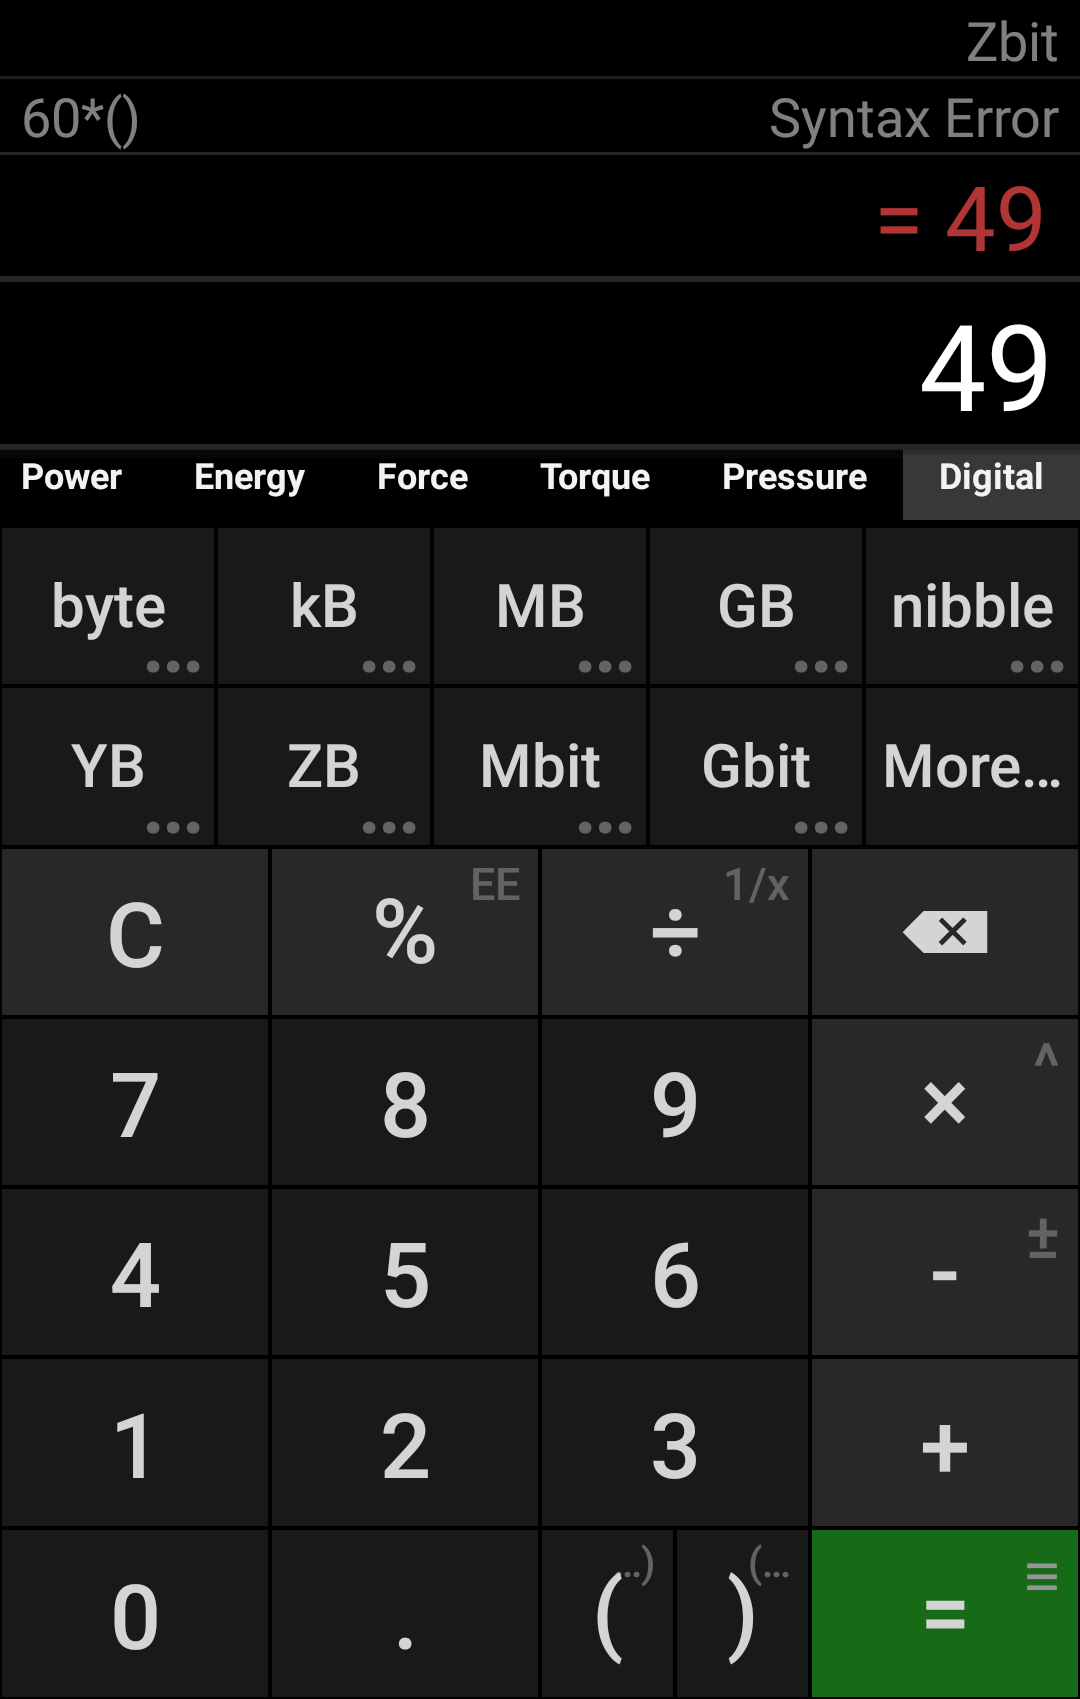 Zbit
60*() Syntax Error
= 49
49
Power Energy Force Torque Pressure Digital
byte kB MB GB nibble
YB ZB Mbit Gbit More...
C % EE ÷ 1/x
7 8 9 × ^
4 5 6 - ±
1 2 3 +
0 . ( ..) ) (... =